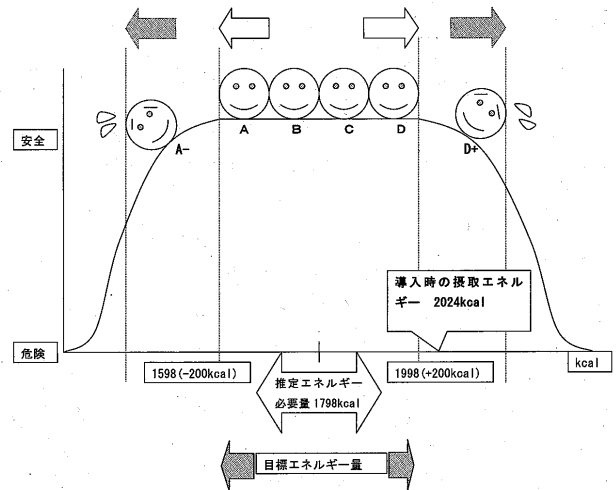 安全
A-
A
B
C
D
D+
導入時の摂取エネル
ギー 2024kcal
危険
1598(-200kcal)
推定エネルギー
必要量1798kcal
1998(+200kcal)
kcal
目標エネルギー量